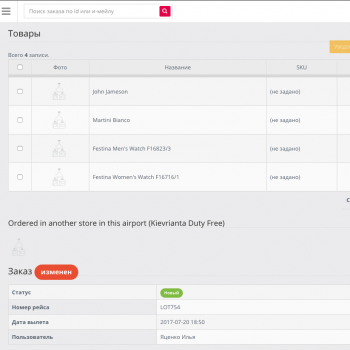 Поиск заказа по id или и-мейлу
Товары
Всего 4 записи.
Фото Название SKU
John Jameson (не задано)
Martini Bianco (не задано)
Festina Men's Watch F16823/3 (не задано)
Festina Women's Watch F16716/1 (не задано)
Ordered in another store in this airport (Kievrianta Duty Free)
Заказ изменен
Статус Новый
Номер рейса LOT754
Дата вылета 2017-07-20 18:50
Пользователь Яценко Илья